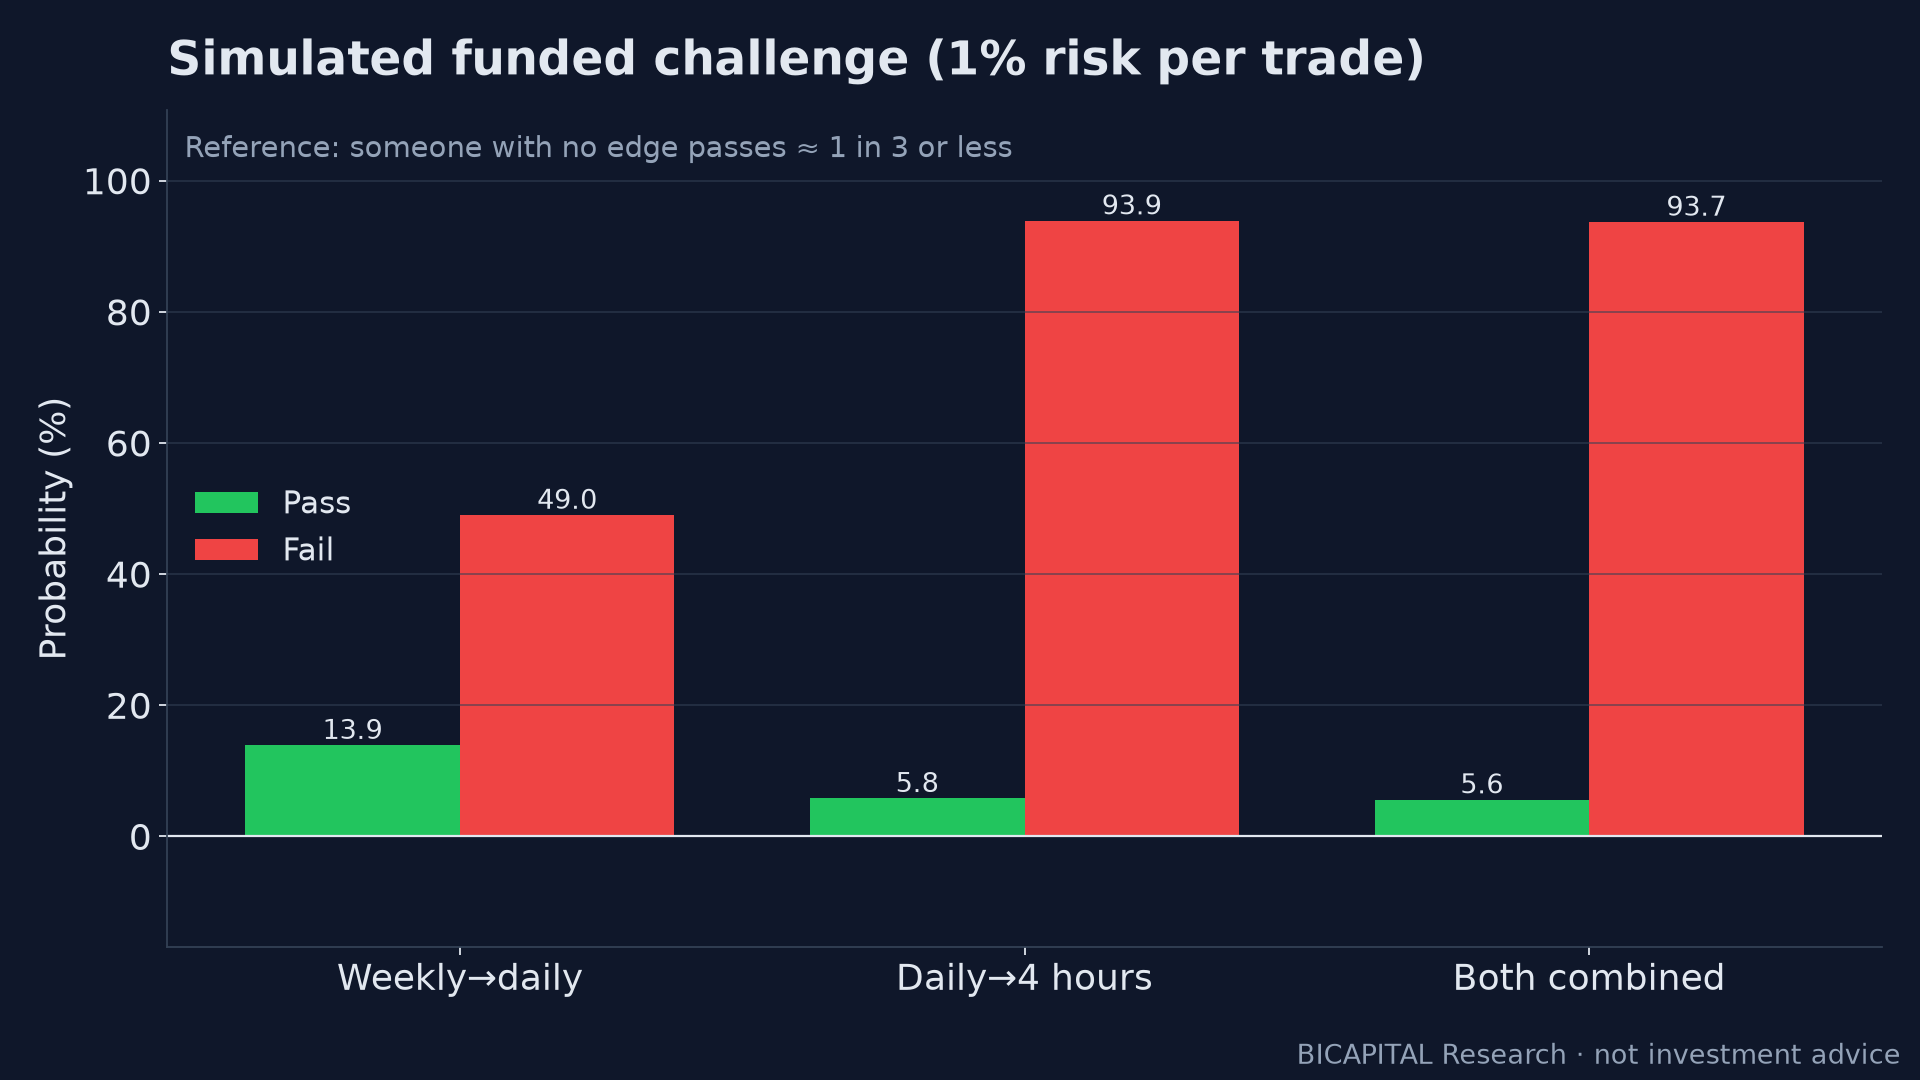 Simulated funded challenge (1% risk per trade)
Reference: someone with no edge passes ≈ 1 in 3 or less
Probability (%)
100
80
60
40
20
0
Pass
Fail
13.9
49.0
5.8
93.9
5.6
93.7
Weekly→daily
Daily→4 hours
Both combined
BICAPITAL Research · not investment advice